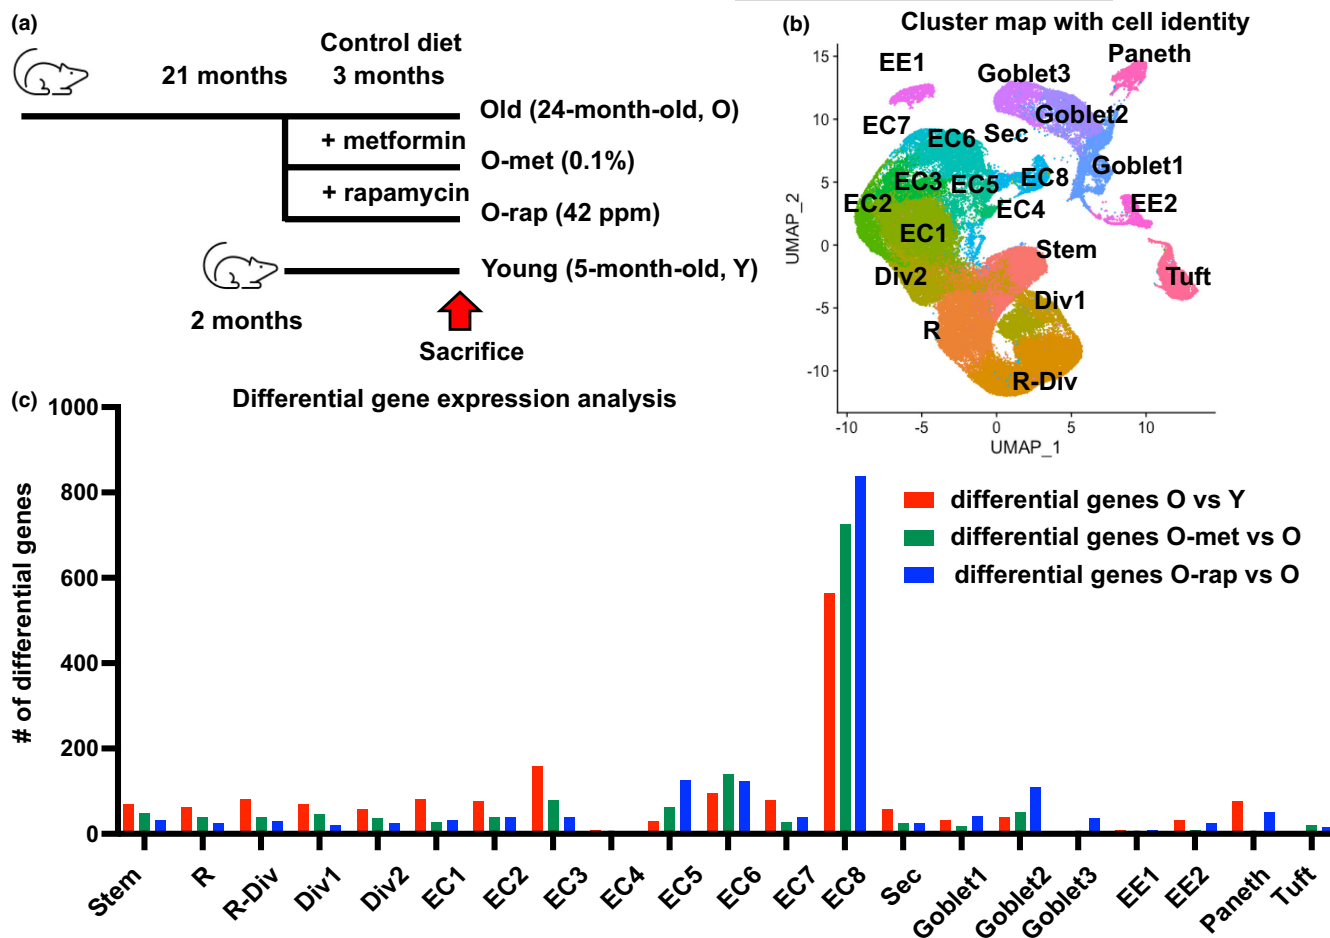 (a)
Control diet
21 months
3 months
Old (24-month-old, O)
+ metformin
O-met (0.1%)
+ rapamycin
O-rap (42 ppm)
Young (5-month-old, Y)
2 months
Sacrifice
(b)
Cluster map with cell identity
15
10
5
0
-5
-10
UMAP_2
-10
-5
0
5
10
UMAP_1
EE1
Goblet3
Paneth
EC7
EC6
Sec
Goblet2
EC3
EC5
EC8
Goblet1
EC2
EC4
EE2
EC1
Stem
Div2
Tuft
Div1
R
R-Div
(c)
Differential gene expression analysis
1000
800
600
400
200
0
# of differential genes
differential genes O vs Y
differential genes O-met vs O
differential genes O-rap vs O
Stem
R
R-Div
Div1
Div2
EC1
EC2
EC3
EC4
EC5
EC6
EC7
EC8
Sec
Goblet1
Goblet2
Goblet3
EE1
EE2
Paneth
Tuft